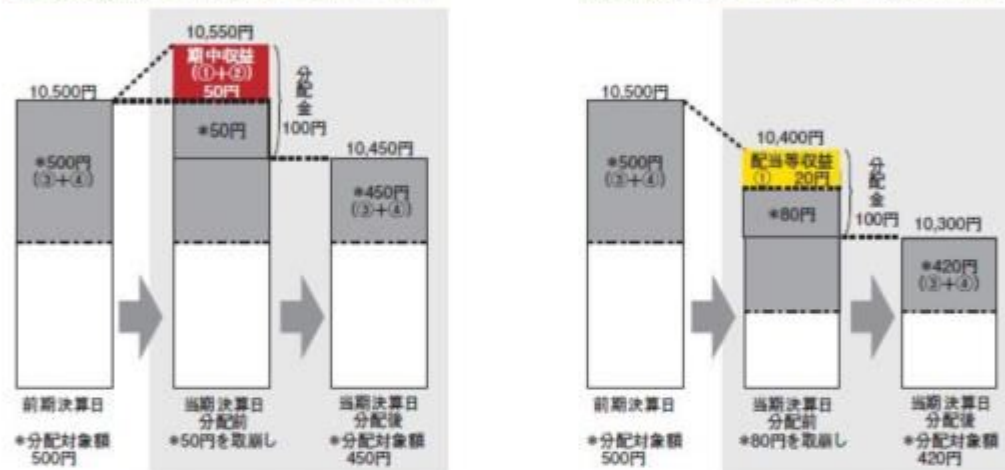 10,550円
期中収益
(①+②)
50円
10,500円
*50円
分配金
100円
10,450円
*500円
(③+④)
*450円
(③+④)
前期決算日
当期決算日
分配前
当期決算日
分配後
*分配対象額
500円
*50円を取崩し
*分配対象額
450円
10,500円
10,400円
配当等収益
① 20円
*80円
分配金
100円
10,300円
*500円
(③+④)
*420円
(③+④)
前期決算日
当期決算日
分配前
当期決算日
分配後
*分配対象額
500円
*80円を取崩し
*分配対象額
420円